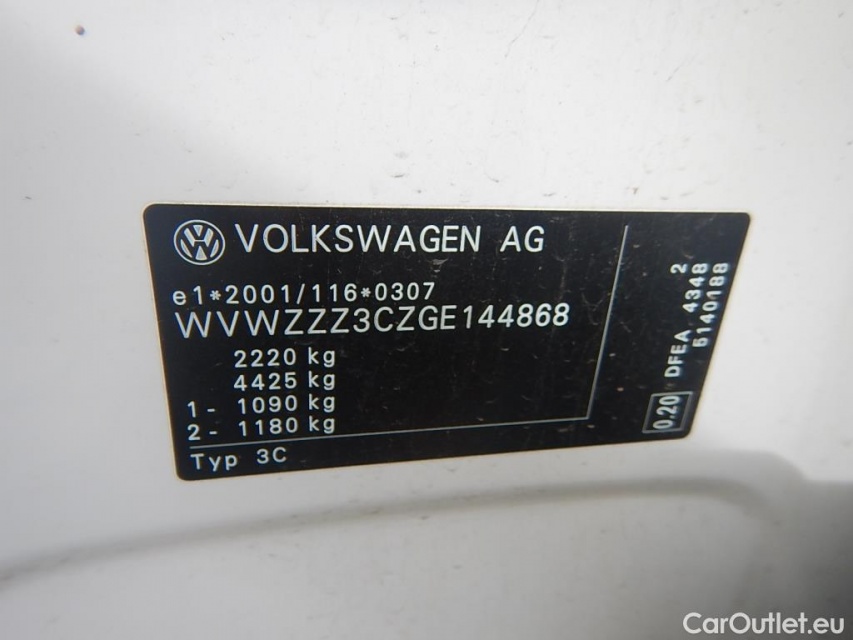 VOLKSWAGEN AG
e1*2001/116*0307
WVWZZZ3CZGE144868
2220 kg
4425 kg
1 - 1090 kg
2 - 1180 kg
Typ 3C
2
DFEA 4348
5140188
0.20
CarOutlet.eu